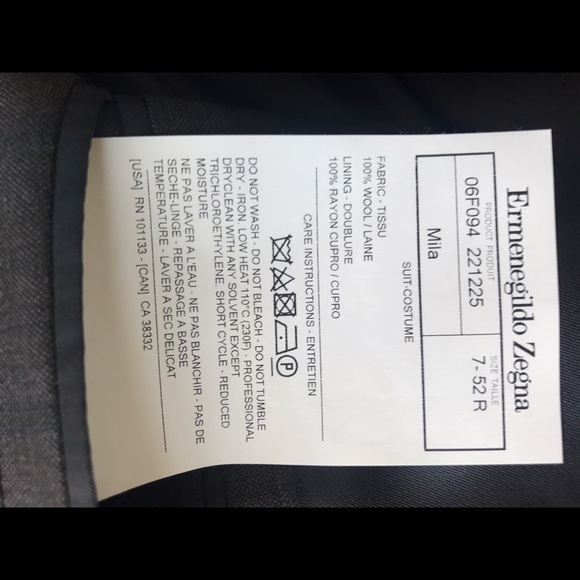 Ermenegildo Zegna
PRODUCT PRODUIT
SIZE TAILLE
06F094 221225
7- 52 R
Mila
SUIT-COSTUME
FABRIC - TISSU
100% WOOL / LAINE
LINING - DOUBLURE
100% RAYON CUPRO / CUPRO
CARE INSTRUCTIONS - ENTRETIEN
P
DO NOT WASH - DO NOT BLEACH - DO NOT TUMBLE
DRY - IRON, LOW HEAT 110°C (230F) - PROFESSIONAL
DRYCLEAN WITH ANY SOLVENT EXCEPT
TRICHLOROETHYLENE, SHORT CYCLE - REDUCED
MOISTURE
NE PAS LAVER A L'EAU - NE PAS BLANCHIR - PAS DE
SECHE-LINGE - REPASSAGE A BASSE
TEMPERATURE - LAVER A SEC DELICAT
[USA] RN 101133 - [CAN] CA 38332